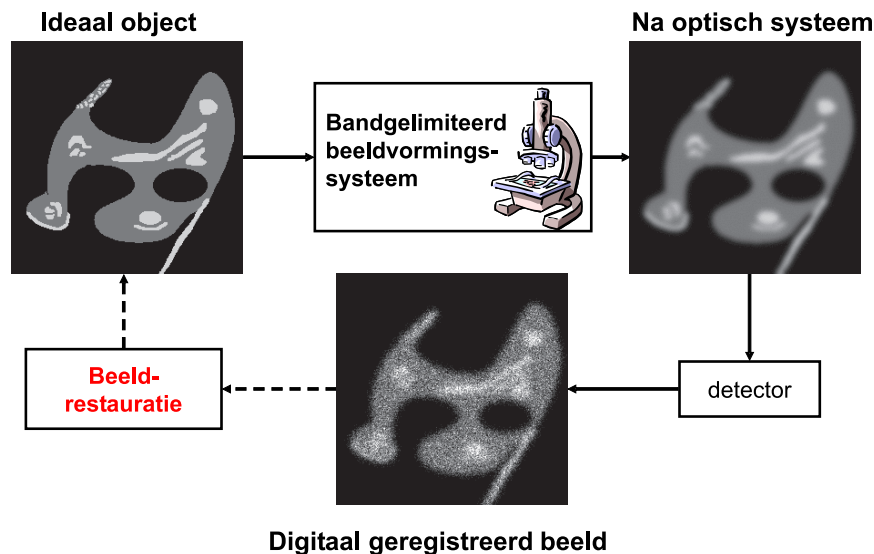 Ideaal object
Na optisch systeem
Bandgelimiteerd
beeldvormings-
systeem
Beeld-
restauratie
detector
Digitaal geregistreerd beeld